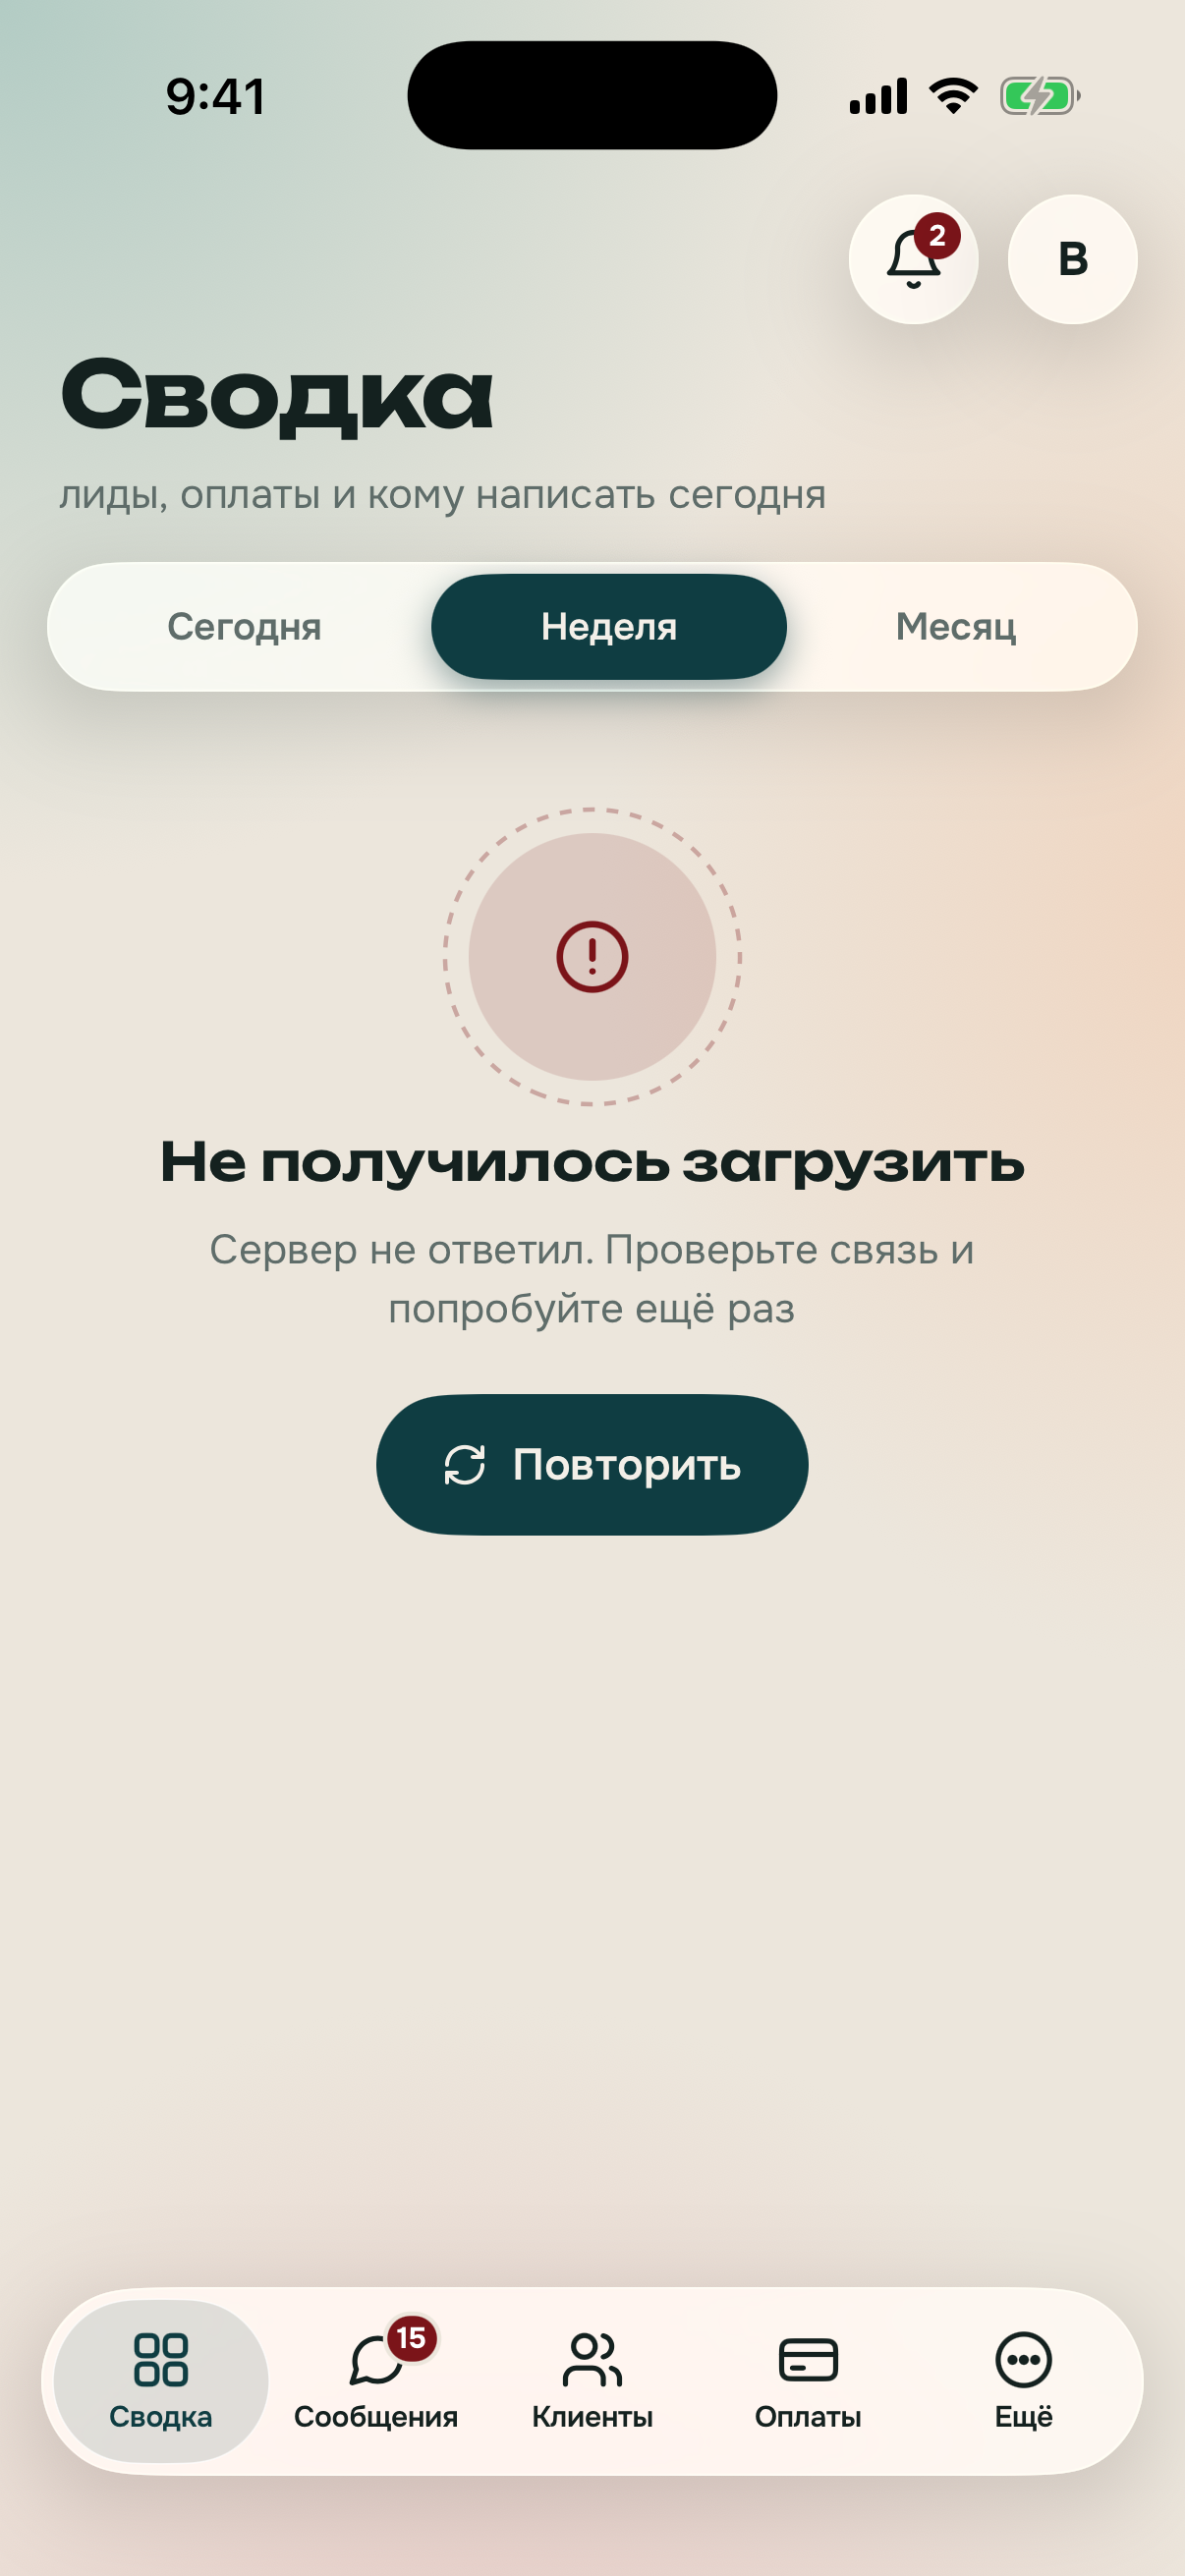 9:41
2
B
Сводка
лиды, оплаты и кому написать сегодня
Сегодня
Неделя
Месяц
Не получилось загрузить
Сервер не ответил. Проверьте связь и
попробуйте ещё раз
Повторить
15
Сводка
Сообщения
Клиенты
Оплаты
Ещё